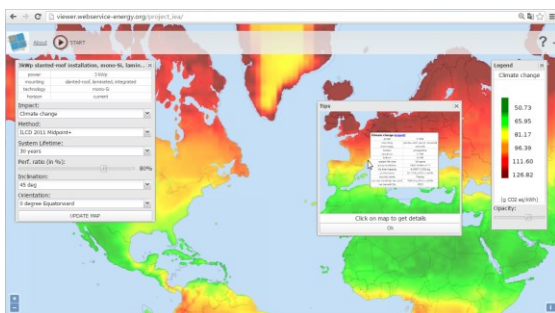 viewer.webservice-energy.org/project_iea/
About
START
?
3kWp slanted-roof installation, mono-Si, lamin...
power 3 kWp
mounting slanted-roof, laminated, integrated
technology mono-Si
horizon current
Impact:
Climate change
Method:
ILCD 2011 Midpoint+
System Lifetime:
30 years
Perf. ratio (in %):
80%
Inclination:
45 deg
Orientation:
0 degree Equatorward
UPDATE MAP
Tips
Climate change
Click on map to get details
Ok
Legend
Climate change
50.73
65.95
81.17
96.39
111.60
126.82
(g CO2 eq/kWh)
Opacity: